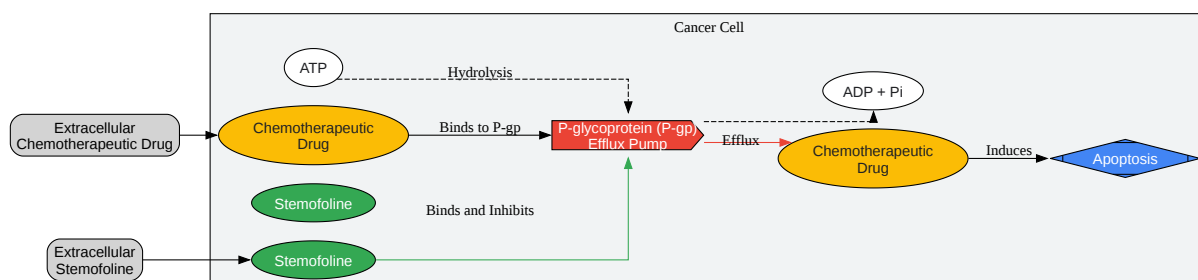 Cancer Cell
ATP
Hydrolysis
ADP + Pi
Extracellular
Chemotherapeutic Drug
Chemotherapeutic
Drug
Binds to P-gp
P-glycoprotein (P-gp)
Efflux Pump
Efflux
Chemotherapeutic
Drug
Induces
Apoptosis
Stemofoline
Binds and Inhibits
Extracellular
Stemofoline
Stemofoline